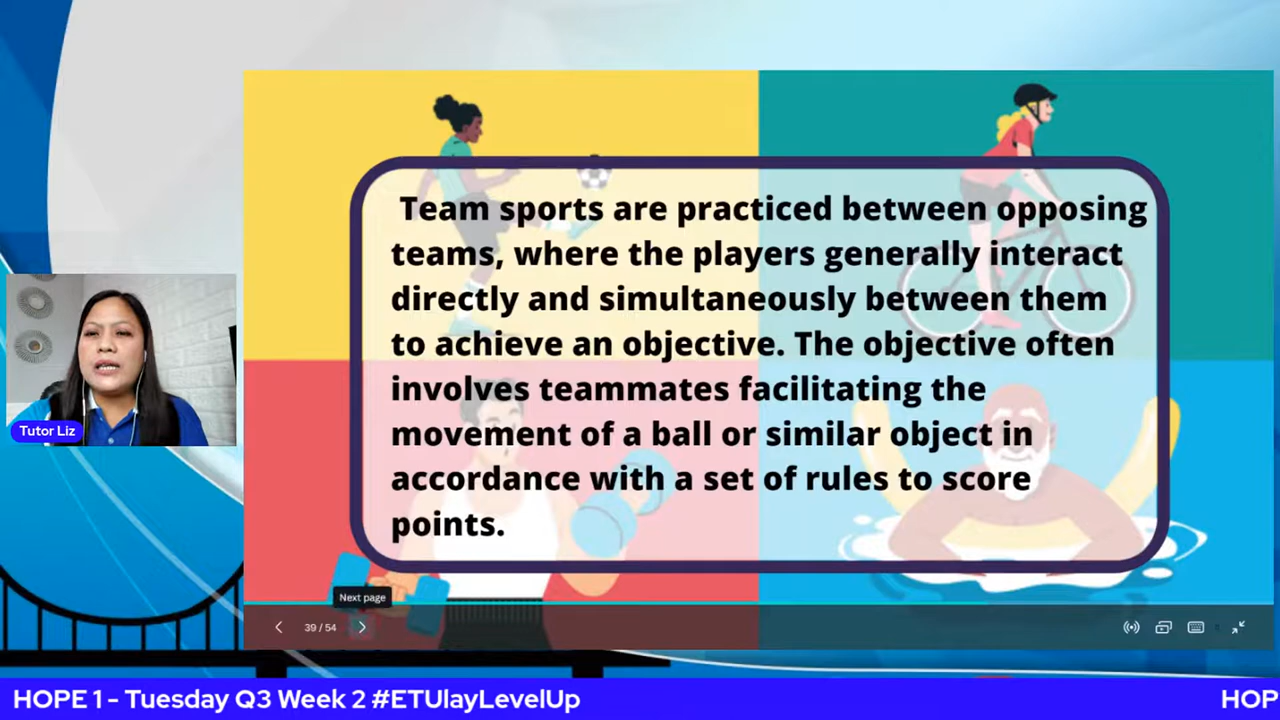 Team sports are practiced between opposing
teams, where the players generally interact
directly and simultaneously between them
to achieve an objective. The objective often
involves teammates facilitating the
movement of a ball or similar object in
accordance with a set of rules to score
points.
Tutor Liz
Next page
39 / 54
HOPE 1 - Tuesday Q3 Week 2 #ETUlayLevelUp
HOP